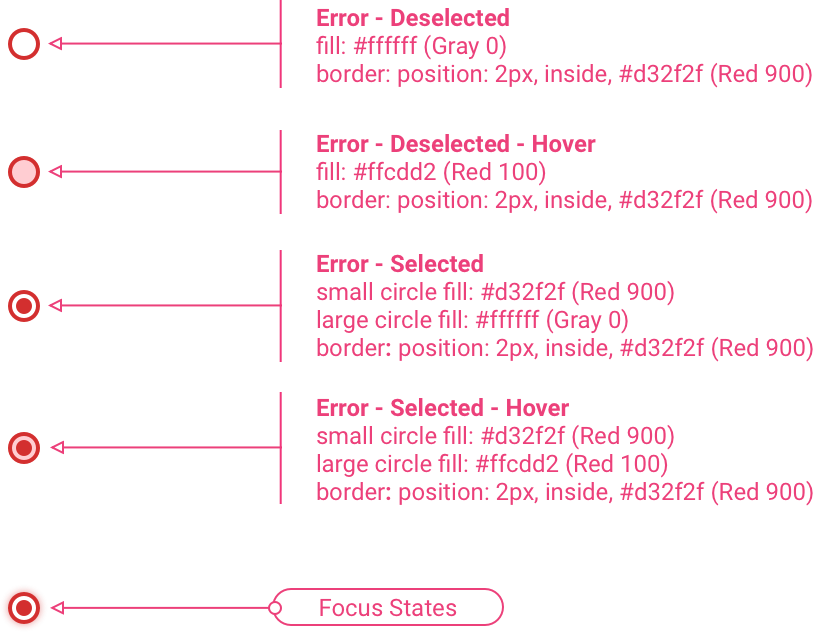 Error - Deselected
fill: #ffffff (Gray 0)
border: position: 2px, inside, #d32f2f (Red 900)
Error - Deselected - Hover
fill: #ffcdd2 (Red 100)
border: position: 2px, inside, #d32f2f (Red 900)
Error - Selected
small circle fill: #d32f2f (Red 900)
large circle fill: #ffffff (Gray 0)
border: position: 2px, inside, #d32f2f (Red 900)
Error - Selected - Hover
small circle fill: #d32f2f (Red 900)
large circle fill: #ffcdd2 (Red 100)
border: position: 2px, inside, #d32f2f (Red 900)
Focus States